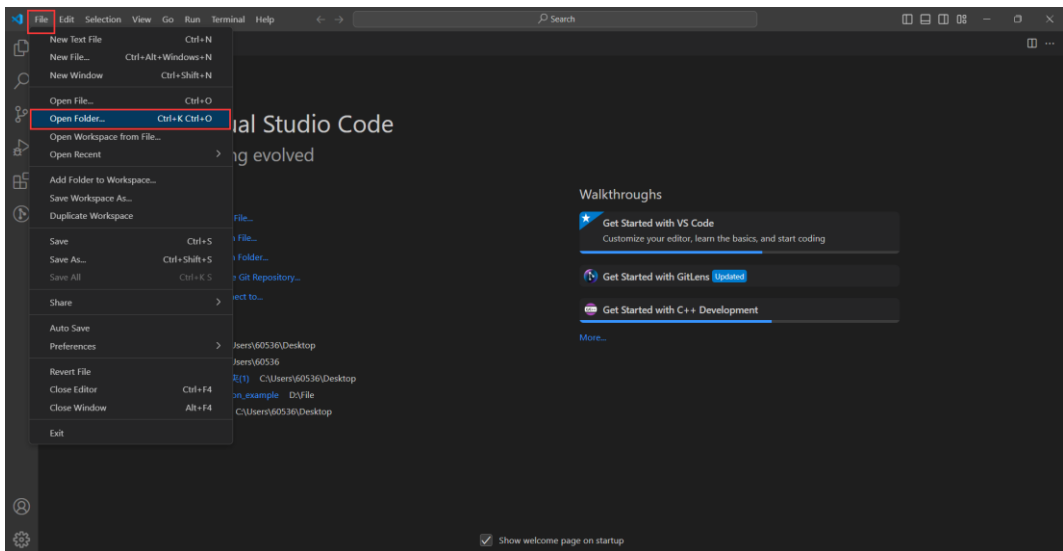 File Edit Selection View Go Run Terminal Help
Search
New Text File Ctrl+N
New File... Ctrl+Alt+Windows+N
New Window Ctrl+Shift+N
Open File... Ctrl+O
Open Folder... Ctrl+K Ctrl+O
Open Workspace from File...
Open Recent
Add Folder to Workspace...
Save Workspace As...
Duplicate Workspace
Save Ctrl+S
Save As... Ctrl+Shift+S
Save All Ctrl+K S
Share
Auto Save
Preferences
Revert File
Close Editor Ctrl+F4
Close Window Alt+F4
Exit
ual Studio Code
ng evolved
File...
File...
Folder...
Git Repository...
ect to...
Jsers\60536\Desktop
Jsers\60536
夹(1) C:\Users\60536\Desktop
on_example D:\File
C:\Users\60536\Desktop
Walkthroughs
Get Started with VS Code
Customize your editor, learn the basics, and start coding
Get Started with GitLens Updated
Get Started with C++ Development
More...
Show welcome page on startup